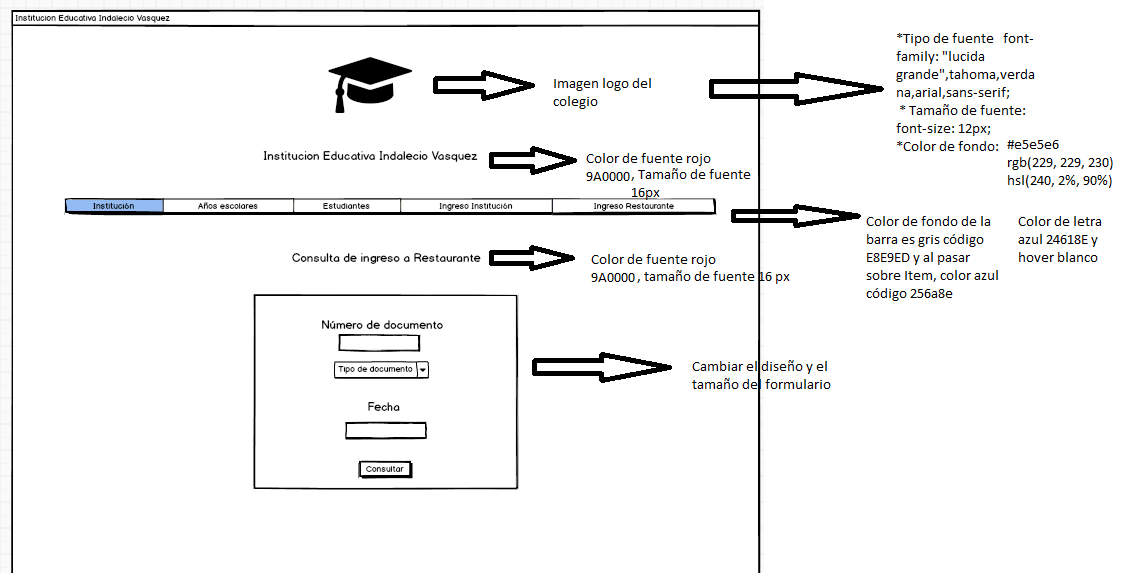 Institucion Educativa Indalecio Vasquez
*Tipo de fuente font-
family: "lucida
grande",tahoma,verda
na,arial,sans-serif;
* Tamaño de fuente:
font-size: 12px;
*Color de fondo:
#e5e5e6
rgb(229, 229, 230)
hsl(240, 2%, 90%)
Imagen logo del
colegio
Institucion Educativa Indalecio Vasquez
Color de fuente rojo
9A0000, Tamaño de fuente
16px
Institución
Años escolares
Estudiantes
Ingreso Institución
Ingreso Restaurante
Color de fondo de la
barra es gris código
E8E9ED y al pasar
sobre Item, color azul
código 256a8e
Color de letra
azul 24618E y
hover blanco
Consulta de ingreso a Restaurante
Color de fuente rojo
9A0000, tamaño de fuente 16 px
Número de documento
Tipo de documento
Fecha
Consultar
Cambiar el diseño y el
tamaño del formulario